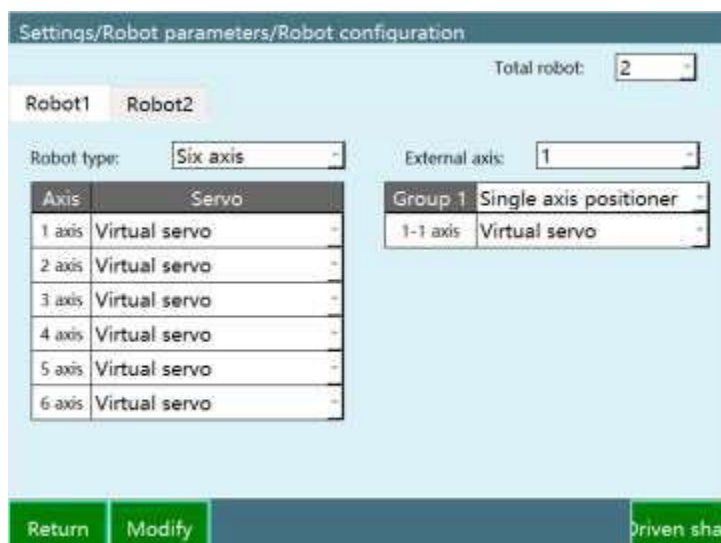 Settings/Robot parameters/Robot configuration
Total robot: 2
Robot1 Robot2
Robot type: Six axis External axis: 1
Axis Servo Group 1 Single axis positioner
1 axis Virtual servo 1-1 axis Virtual servo
2 axis Virtual servo
3 axis Virtual servo
4 axis Virtual servo
5 axis Virtual servo
6 axis Virtual servo
Return Modify Driven sha